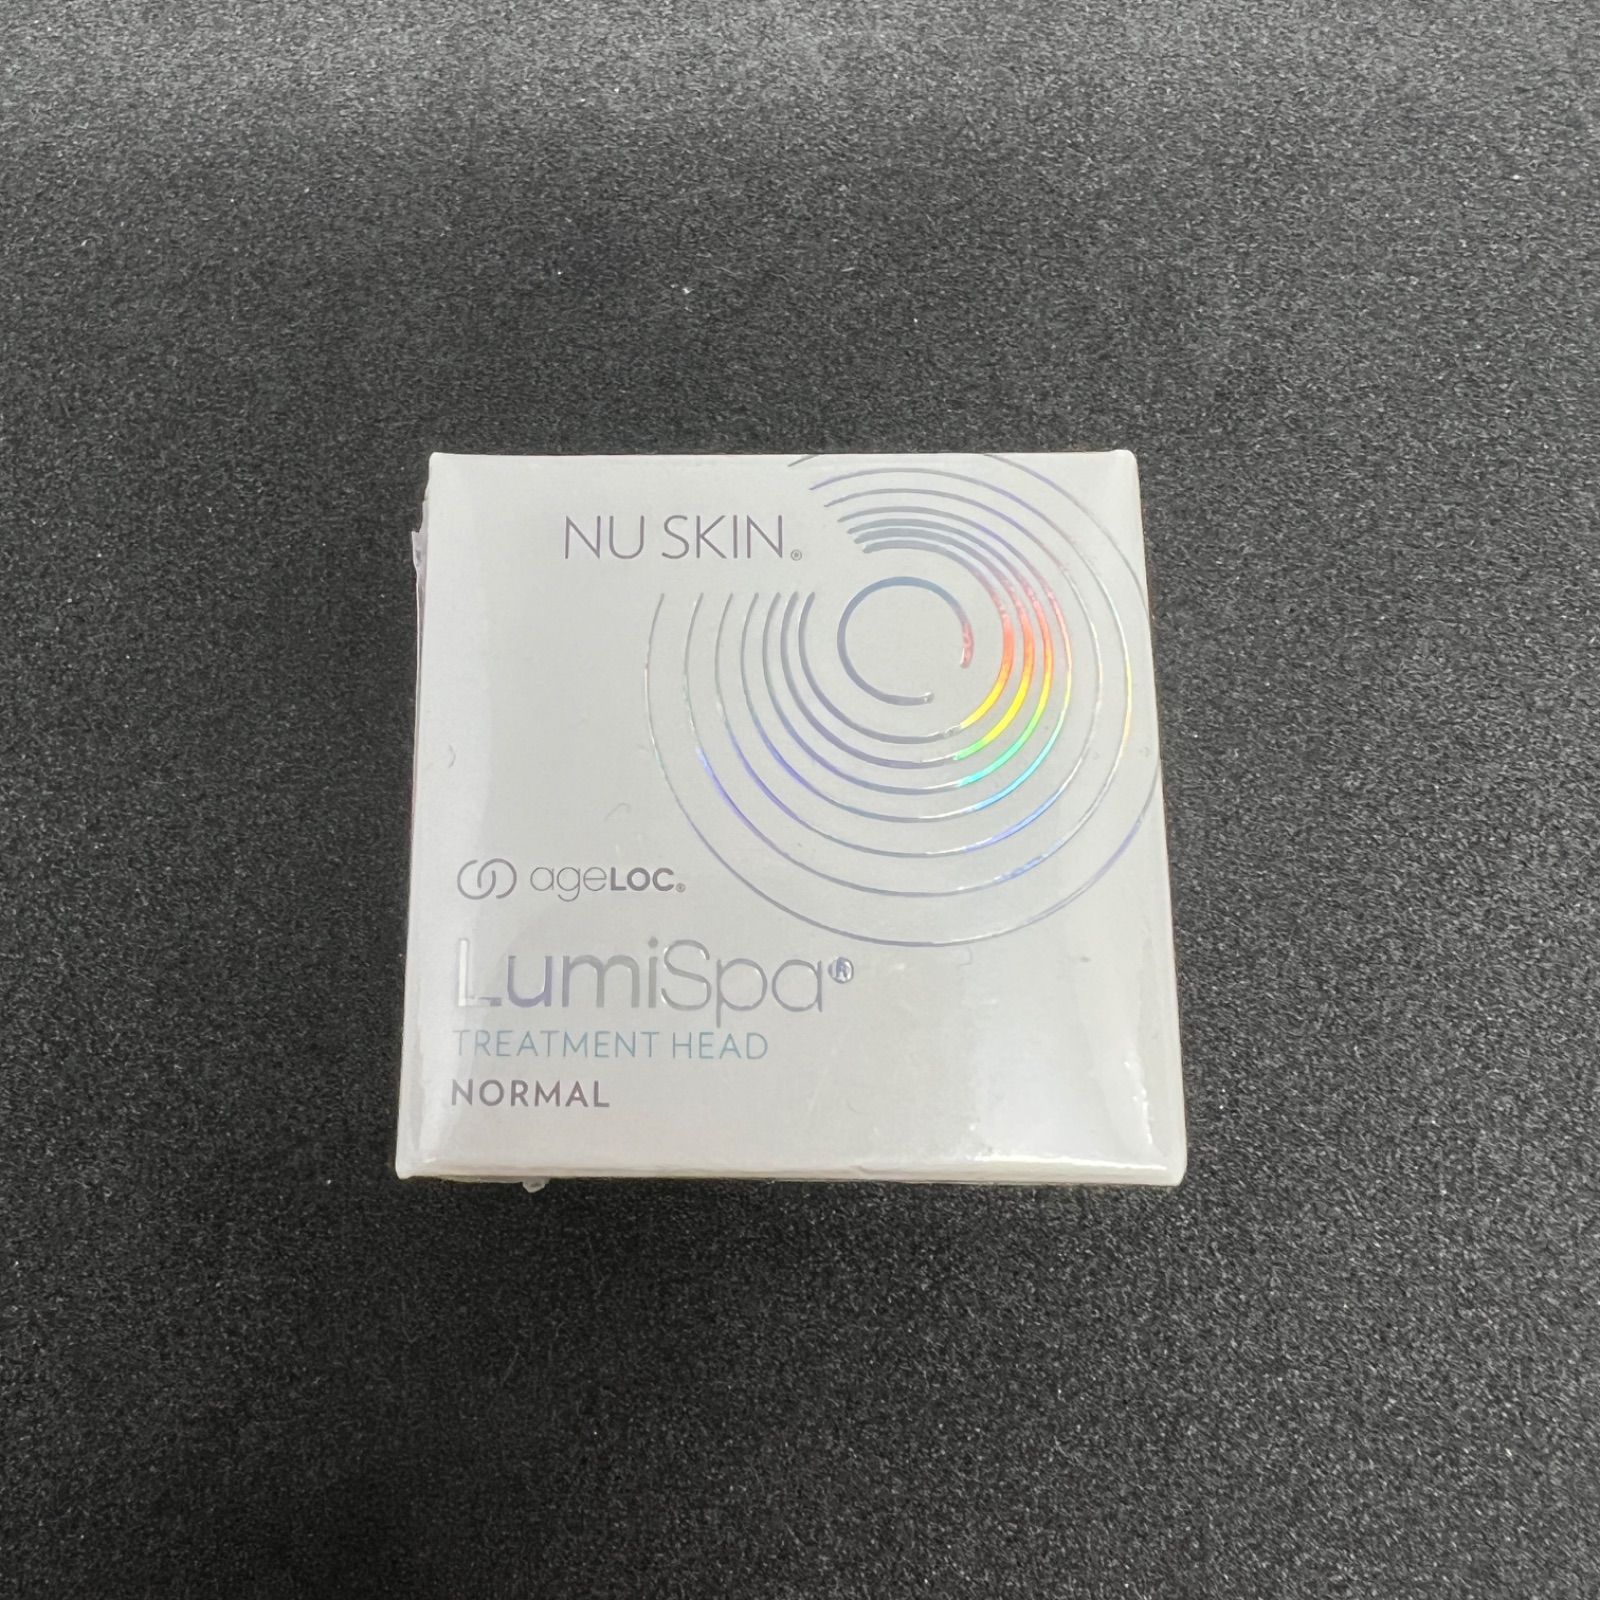 NU SKIN®
ageLOC®
LumiSpa®
TREATMENT HEAD
NORMAL